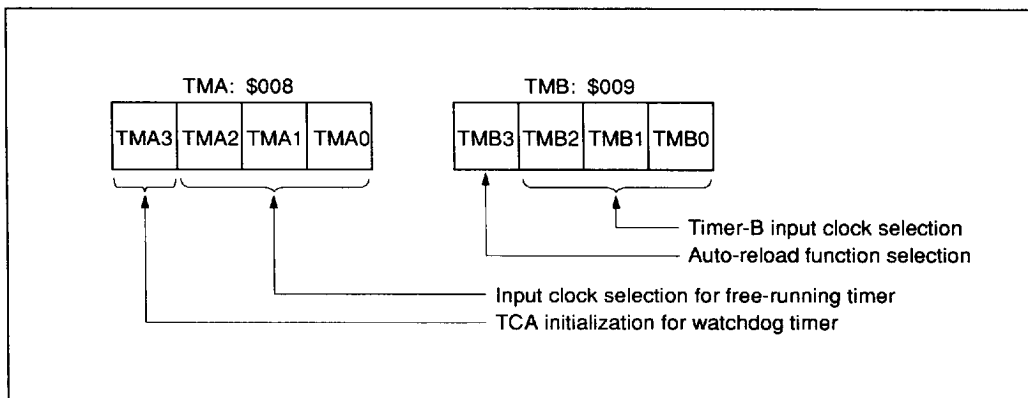 TMA: $008
TMB: $009
TMA3 TMA2 TMA1 TMA0
TMB3 TMB2 TMB1 TMB0
Timer-B input clock selection
Auto-reload function selection
Input clock selection for free-running timer
TCA initialization for watchdog timer